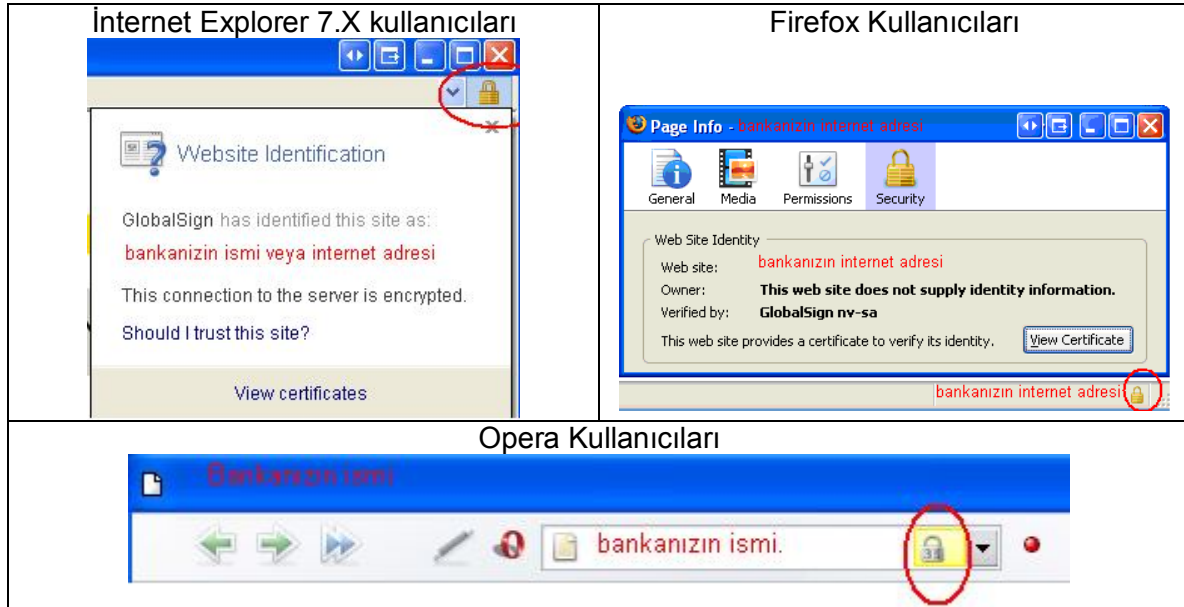 İnternet Explorer 7.X kullanıcıları
Website Identification
GlobalSign has identified this site as:
bankanizin ismi veya internet adresi
This connection to the server is encrypted.
Should I trust this site?
View certificates
Firefox Kullanıcıları
Page Info - bankanizin internet adresi
General Media Permissions Security
Web Site Identity
Web site: bankanızın internet adresi
Owner: This web site does not supply identity information.
Verified by: GlobalSign nv-sa
This web site provides a certificate to verify its identity. View Certificate
bankanızın internet adresi
Opera Kullanıcıları
Bankanızın ismi
bankanızın ismi.